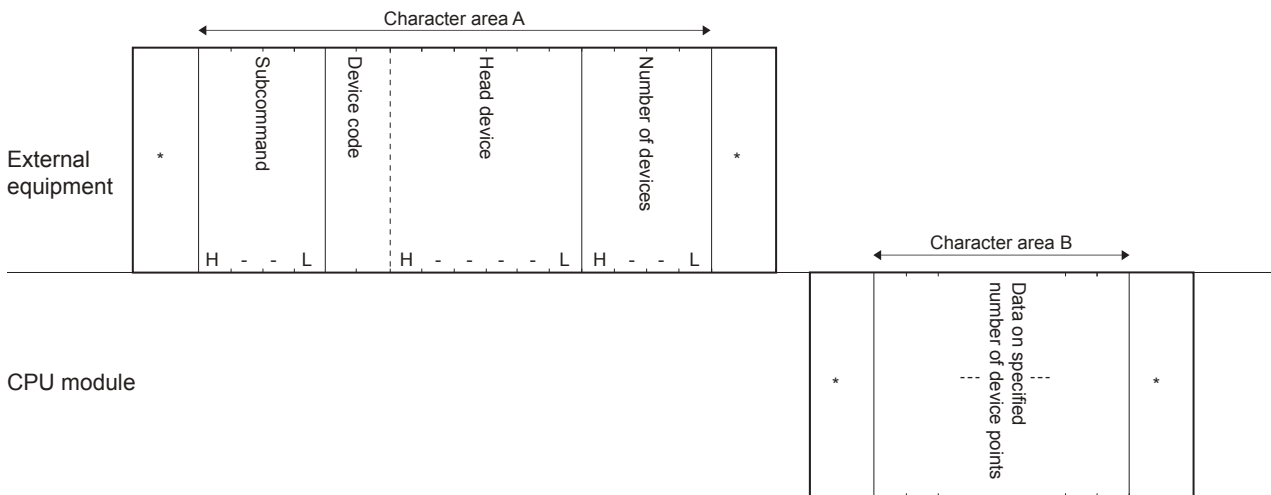 Character area A
External
equipment
*
Subcommand
Device code
Head device
Number of devices
*
H - - L
H - - - - L
H - - L
Character area B
CPU module
*
Data on specified
--- number of device points ---
*